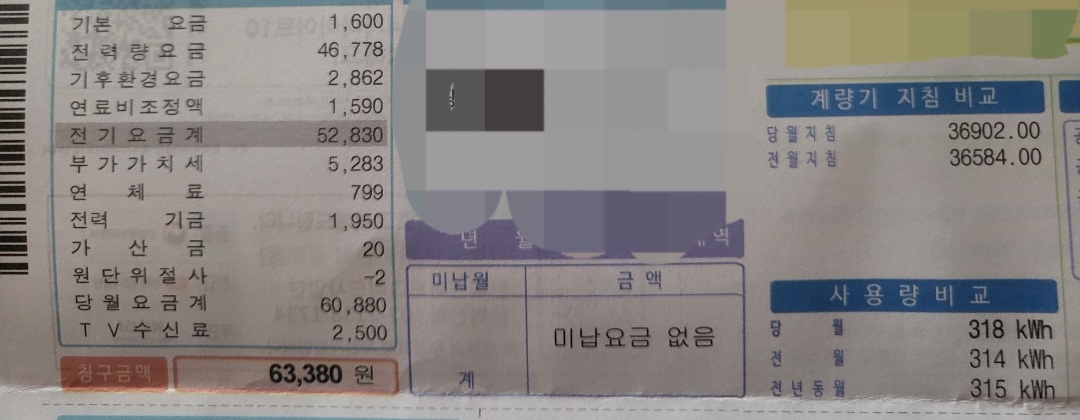 기본 요금 1,600
전력량요금 46,778
기후환경요금 2,862
연료비조정액 1,590
전기요금계 52,830
부가가치세 5,283
연체료 799
전력기금 1,950
가산금 20
원단위절사 -2
당월요금계 60,880
TV수신료 2,500
청구금액 63,380 원
년 월
미납월 금액
미납요금 없음
계
계량기 지침 비교
당월지침 36902.00
전월지침 36584.00
사용량비교
당월 318 kWh
전월 314 kWh
전년동월 315 kWh